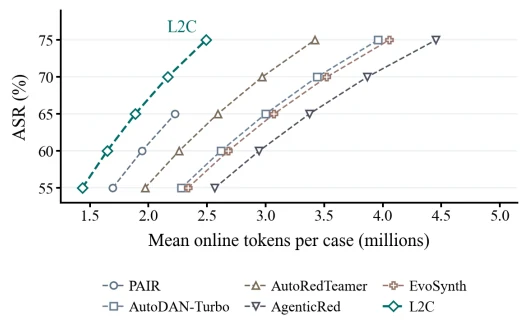 L2C
75
70
65
60
55
ASR (%)
1.5 2.0 2.5 3.0 3.5 4.0 4.5 5.0
Mean online tokens per case (millions)
PAIR AutoRedTeamer EvoSynth
AutoDAN-Turbo AgenticRed L2C